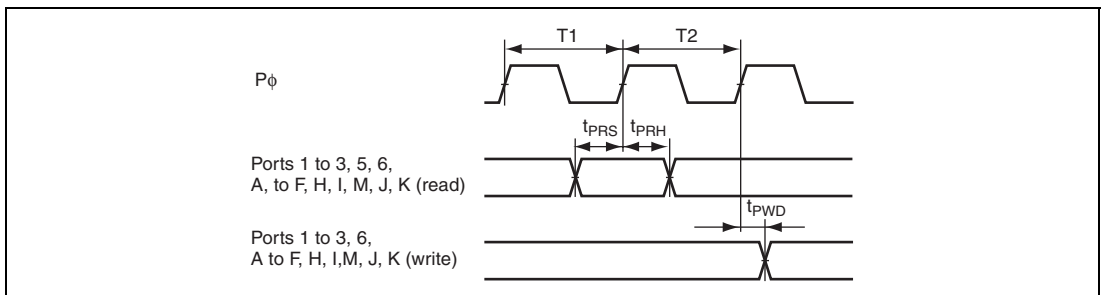 T1 T2
Pϕ
tPRS tPRH
Ports 1 to 3, 5, 6,
A, to F, H, I, M, J, K (read)
tPWD
Ports 1 to 3, 6,
A to F, H, I,M, J, K (write)